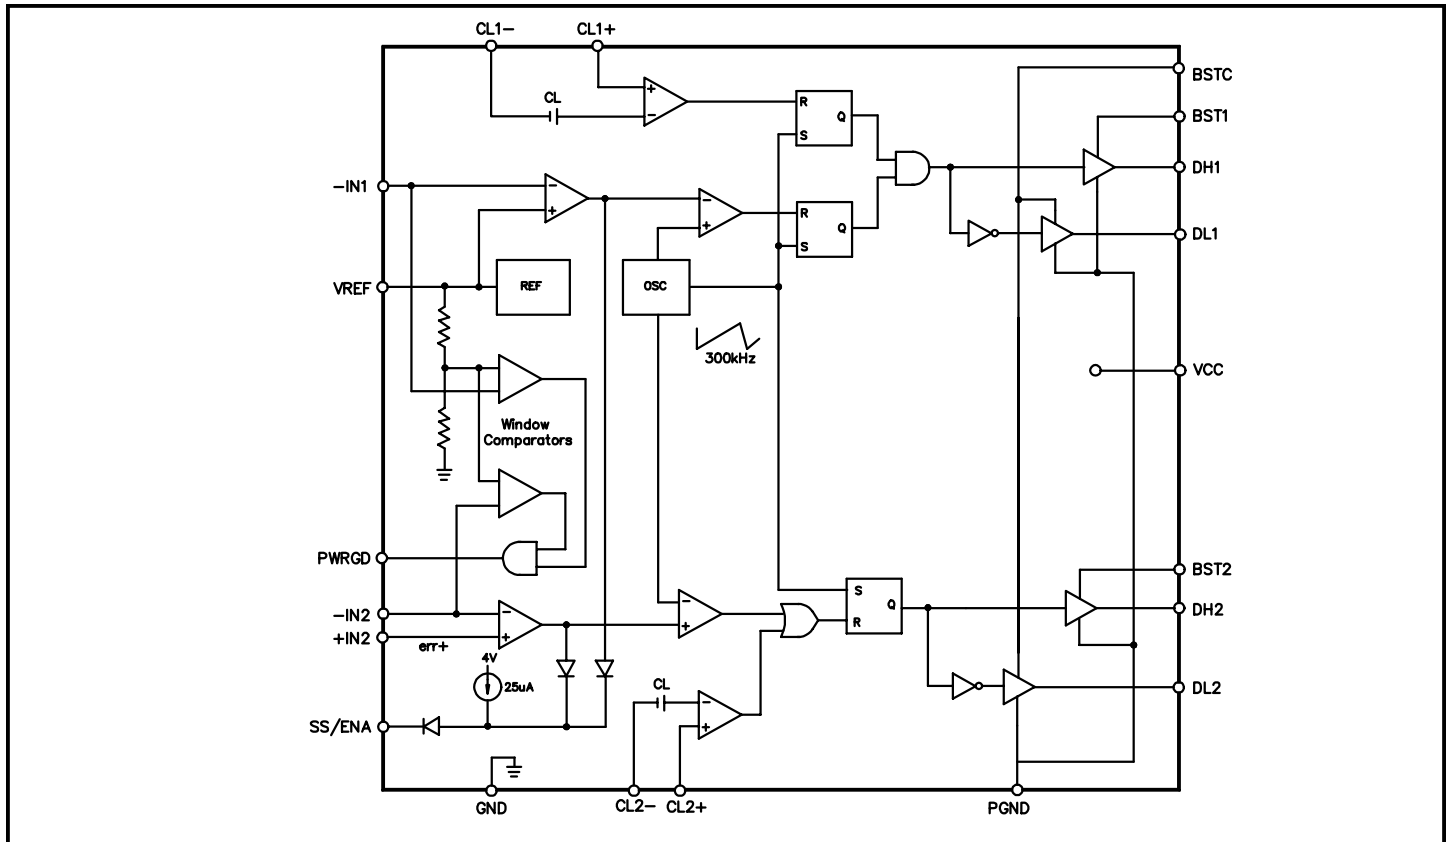 CL1-
CL1+
BSTC
CL
+
-
R
Q
S
BST1
DH1
-IN1
-
+
-
+
R
Q
S
DL1
VREF
REF
OSC
300kHz
VCC
Window
Comparators
PWRGD
BST2
-IN2
+IN2
-
+
err+
-
+
S
Q
R
DH2
4V
25uA
CL
-
+
DL2
SS/ENA
GND
CL2-
CL2+
PGND